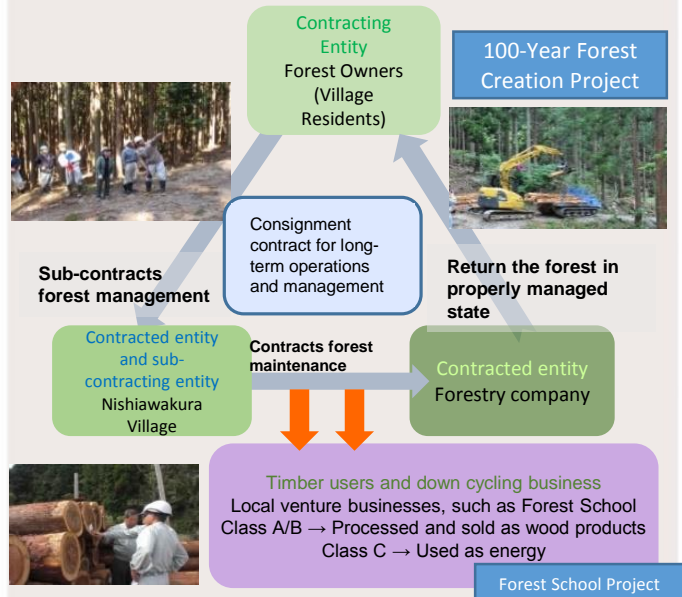 Contracting
Entity
Forest Owners
(Village
Residents)
100-Year Forest
Creation Project
Consignment
contract for long-
term operations
and management
Sub-contracts
forest management
Return the forest in
properly managed
state
Contracted entity
and sub-
contracting entity
Nishiawakura
Village
Contracts forest
maintenance
Contracted entity
Forestry company
Timber users and down cycling business
Local venture businesses, such as Forest School
Class A/B → Processed and sold as wood products
Class C → Used as energy
Forest School Project